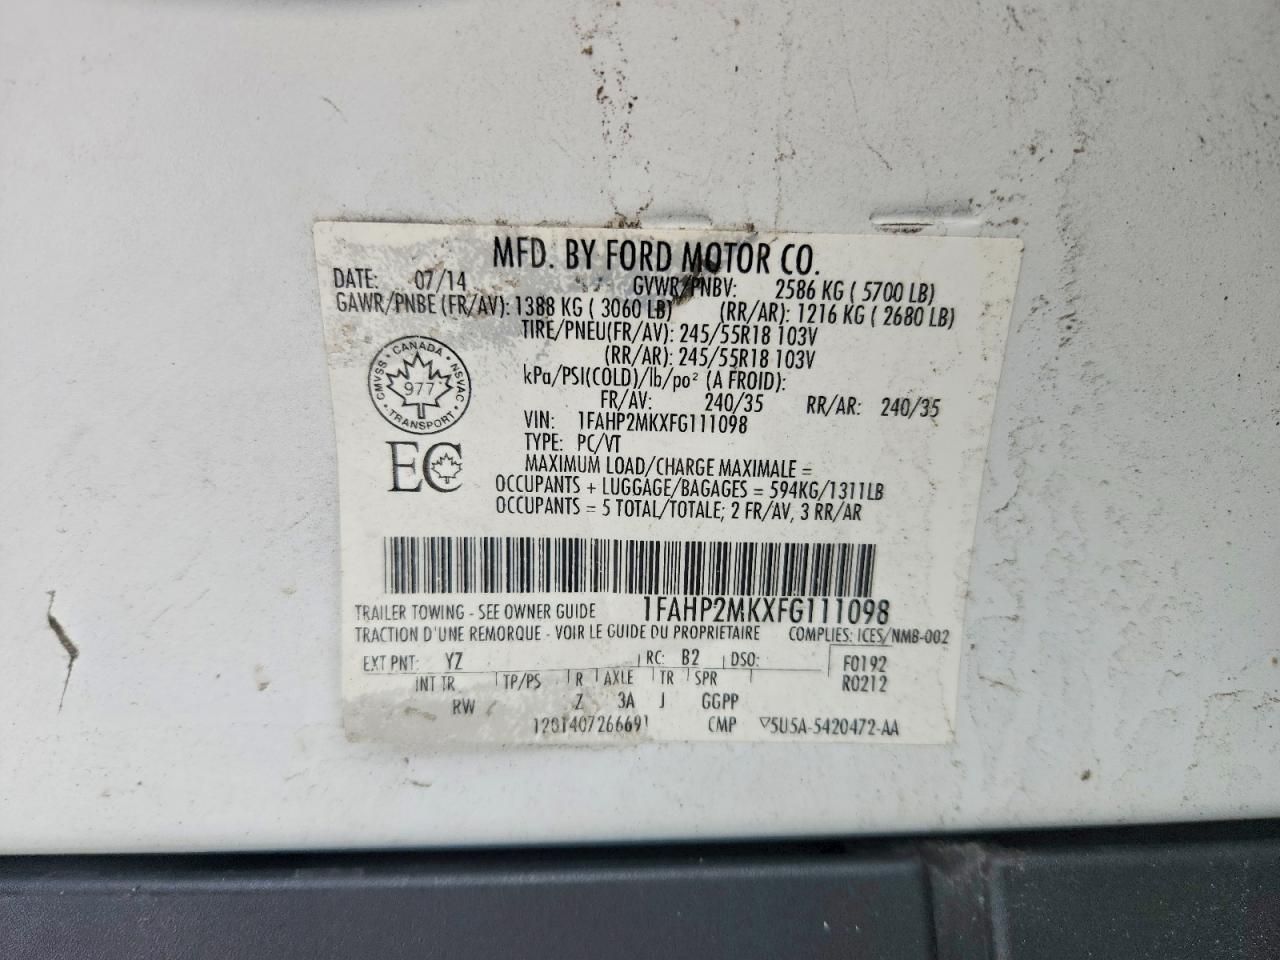 MFD. BY FORD MOTOR CO.
DATE: 07/14 GVWR/PNBV: 2586 KG ( 5700 LB)
GAWR/PNBE (FR/AV): 1388 KG ( 3060 LB) (RR/AR): 1216 KG ( 2680 LB)
TIRE/PNEU(FR/AV): 245/55R18 103V
(RR/AR): 245/55R18 103V
kPa/PSI(COLD)/lb/po² (A FROID):
FR/AV: 240/35 RR/AR: 240/35
CANADA
CMVSS NSVAC
977
TRANSPORT
VIN: 1FAHP2MKXFG111098
TYPE: PC/VT
EC
MAXIMUM LOAD/CHARGE MAXIMALE =
OCCUPANTS + LUGGAGE/BAGAGES = 594KG/1311LB
OCCUPANTS = 5 TOTAL/TOTALE; 2 FR/AV, 3 RR/AR
TRAILER TOWING - SEE OWNER GUIDE 1FAHP2MKXFG111098
TRACTION D'UNE REMORQUE - VOIR LE GUIDE DU PROPRIETAIRE COMPLIES: ICES/NMB-002
EXT PNT: YZ RC: B2 DSO: F0192
INT TR TP/PS R AXLE TR SPR R0212
RW Z 3A J GGPP
1201407266691 CMP ▽5U5A-5420472-AA